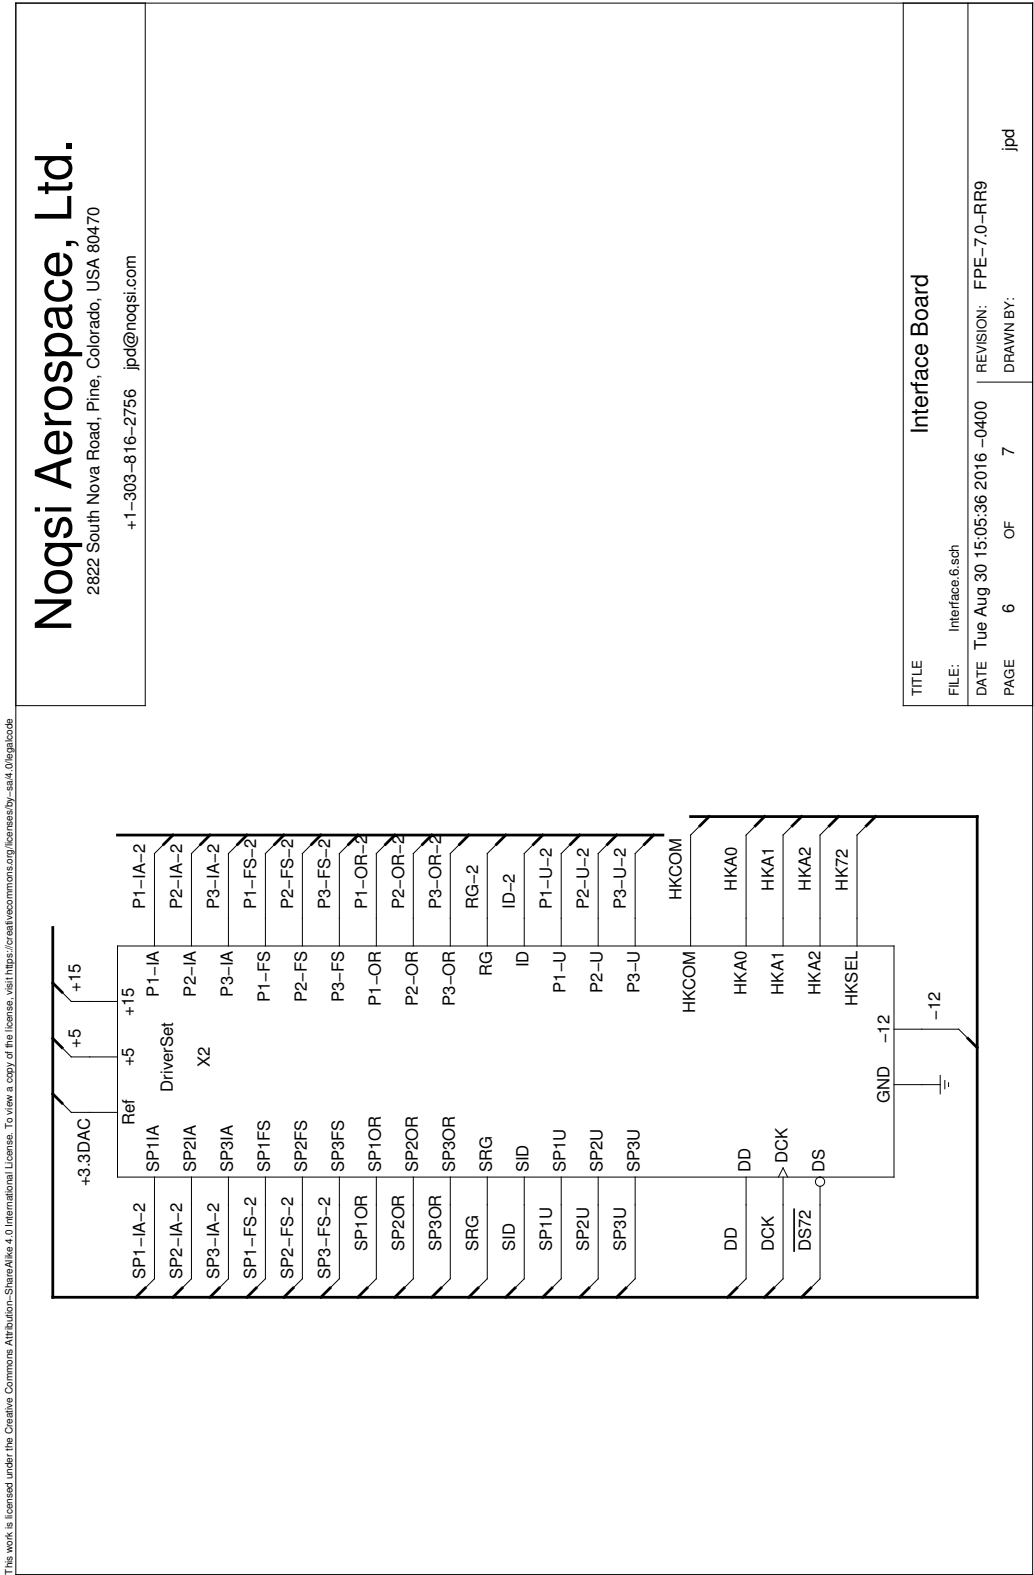 This work is licensed under the Creative Commons Attribution−ShareAlike 4.0 International License. To view a copy of the license, visit https://creativecommons.org/licenses/by−sa/4.0/legalcode
Noqsi Aerospace, Ltd.
2822 South Nova Road, Pine, Colorado, USA 80470
+1−303−816−2756 jpd@noqsi.com
+3.3DAC
+5
+15
Ref
+5
+15
DriverSet
X2
SP1−IA−2
SP1IA
P1−IA
P1−IA−2
SP2−IA−2
SP2IA
P2−IA
P2−IA−2
SP3−IA−2
SP3IA
P3−IA
P3−IA−2
SP1−FS−2
SP1FS
P1−FS
P1−FS−2
SP2−FS−2
SP2FS
P2−FS
P2−FS−2
SP3−FS−2
SP3FS
P3−FS
P3−FS−2
SP1OR
SP1OR
P1−OR
P1−OR−2
SP2OR
SP2OR
P2−OR
P2−OR−2
SP3OR
SP3OR
P3−OR
P3−OR−2
SRG
SRG
RG
RG−2
SID
SID
ID
ID−2
SP1U
SP1U
P1−U
P1−U−2
SP2U
SP2U
P2−U
P2−U−2
SP3U
SP3U
P3−U
P3−U−2
HKCOM
HKCOM
DD
DD
HKA0
HKA0
DCK
DCK
HKA1
HKA1
DS72
DS
HKA2
HKA2
HKSEL
HK72
GND
−12
−12
TITLE
Interface Board
FILE: Interface.6.sch
DATE Tue Aug 30 15:05:36 2016 −0400
REVISION: FPE−7.0−RR9
PAGE 6 OF 7
DRAWN BY: jpd